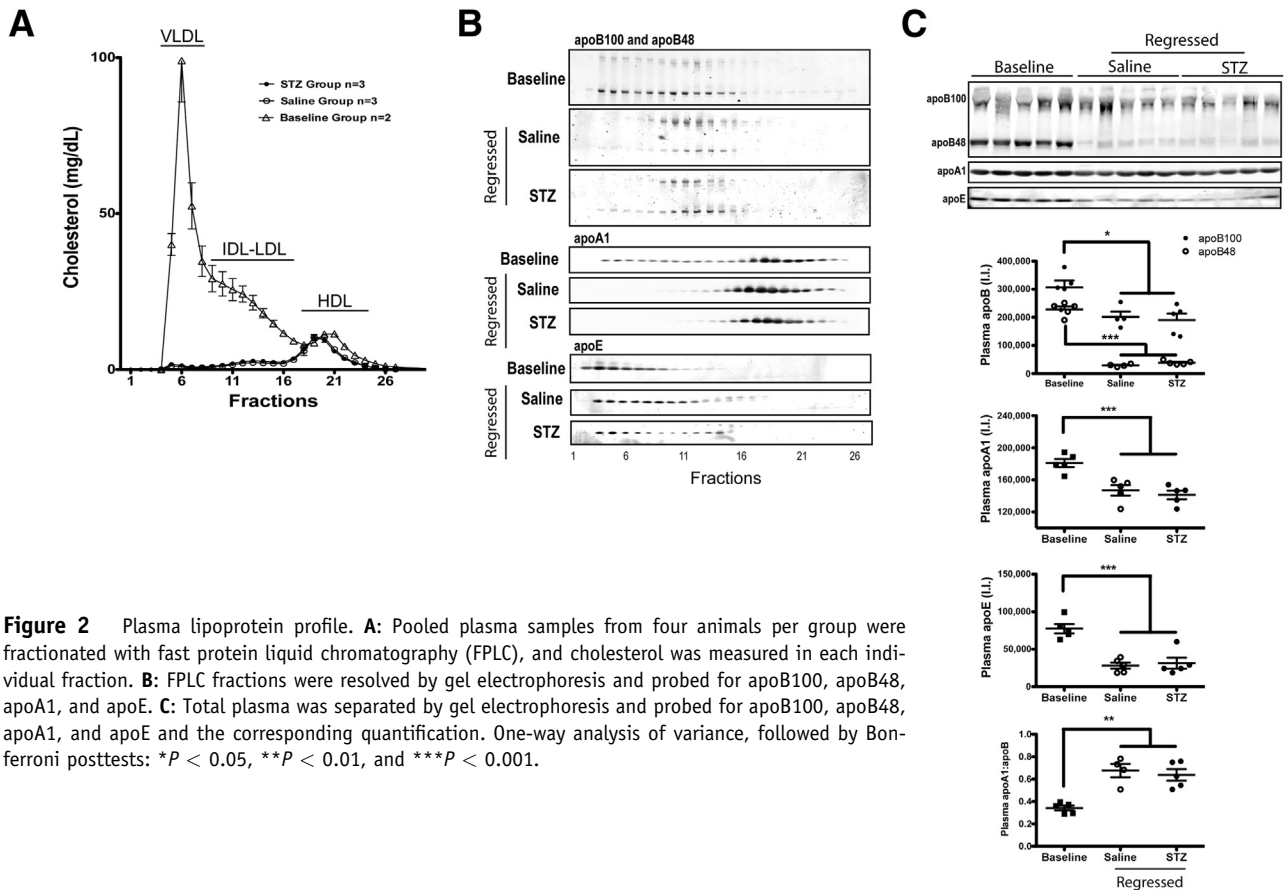 A
VLDL
100
50
0
Cholesterol (mg/dL)
STZ Group n=3
Saline Group n=3
Baseline Group n=2
IDL-LDL
HDL
1 6 11 16 21 26
Fractions
B
apoB100 and apoB48
Baseline
Regressed
Saline
STZ
apoA1
Baseline
Regressed
Saline
STZ
apoE
Baseline
Regressed
Saline
STZ
1 6 11 16 21 26
Fractions
C
Regressed
Baseline Saline STZ
apoB100
apoB48
apoA1
apoE
*
apoB100
apoB48
Plasma apoB (I.I.)
400,000
300,000
200,000
100,000
0
***
Baseline Saline STZ
***
Plasma apoA1 (I.I.)
240,000
200,000
160,000
120,000
Baseline Saline STZ
***
Plasma apoE (I.I.)
150,000
100,000
50,000
0
Baseline Saline STZ
**
Plasma apoA1:apoB
1.0
0.8
0.6
0.4
0.2
0.0
Baseline Saline STZ
Regressed
Figure 2 Plasma lipoprotein profile. A: Pooled plasma samples from four animals per group were
fractionated with fast protein liquid chromatography (FPLC), and cholesterol was measured in each indi-
vidual fraction. B: FPLC fractions were resolved by gel electrophoresis and probed for apoB100, apoB48,
apoA1, and apoE. C: Total plasma was separated by gel electrophoresis and probed for apoB100, apoB48,
apoA1, and apoE and the corresponding quantification. One-way analysis of variance, followed by Bon-
ferroni posttests: *P < 0.05, **P < 0.01, and ***P < 0.001.